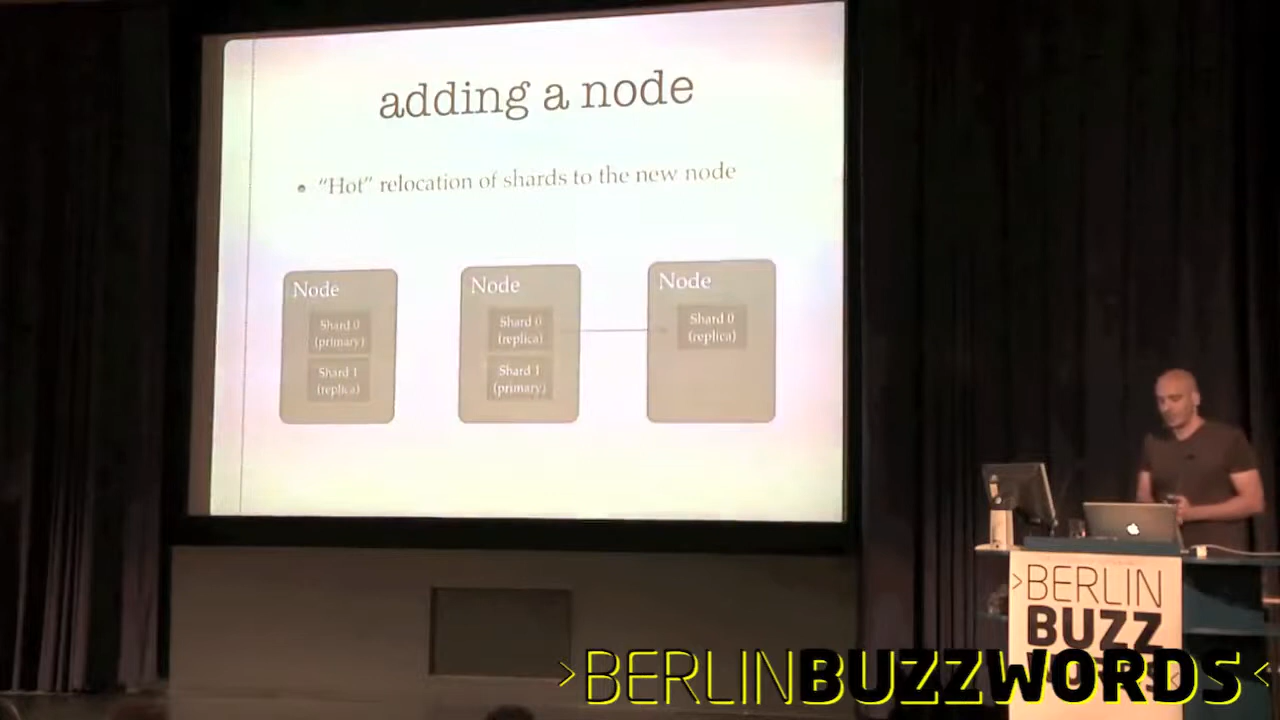 adding a node
• “Hot” relocation of shards to the new node
Node
Shard 0
(primary)
Shard 1
(replica)
Node
Shard 0
(replica)
Shard 1
(primary)
Node
Shard 0
(replica)
>BERLIN
BUZZ
WORDS
>BERLINBUZZWORDS<